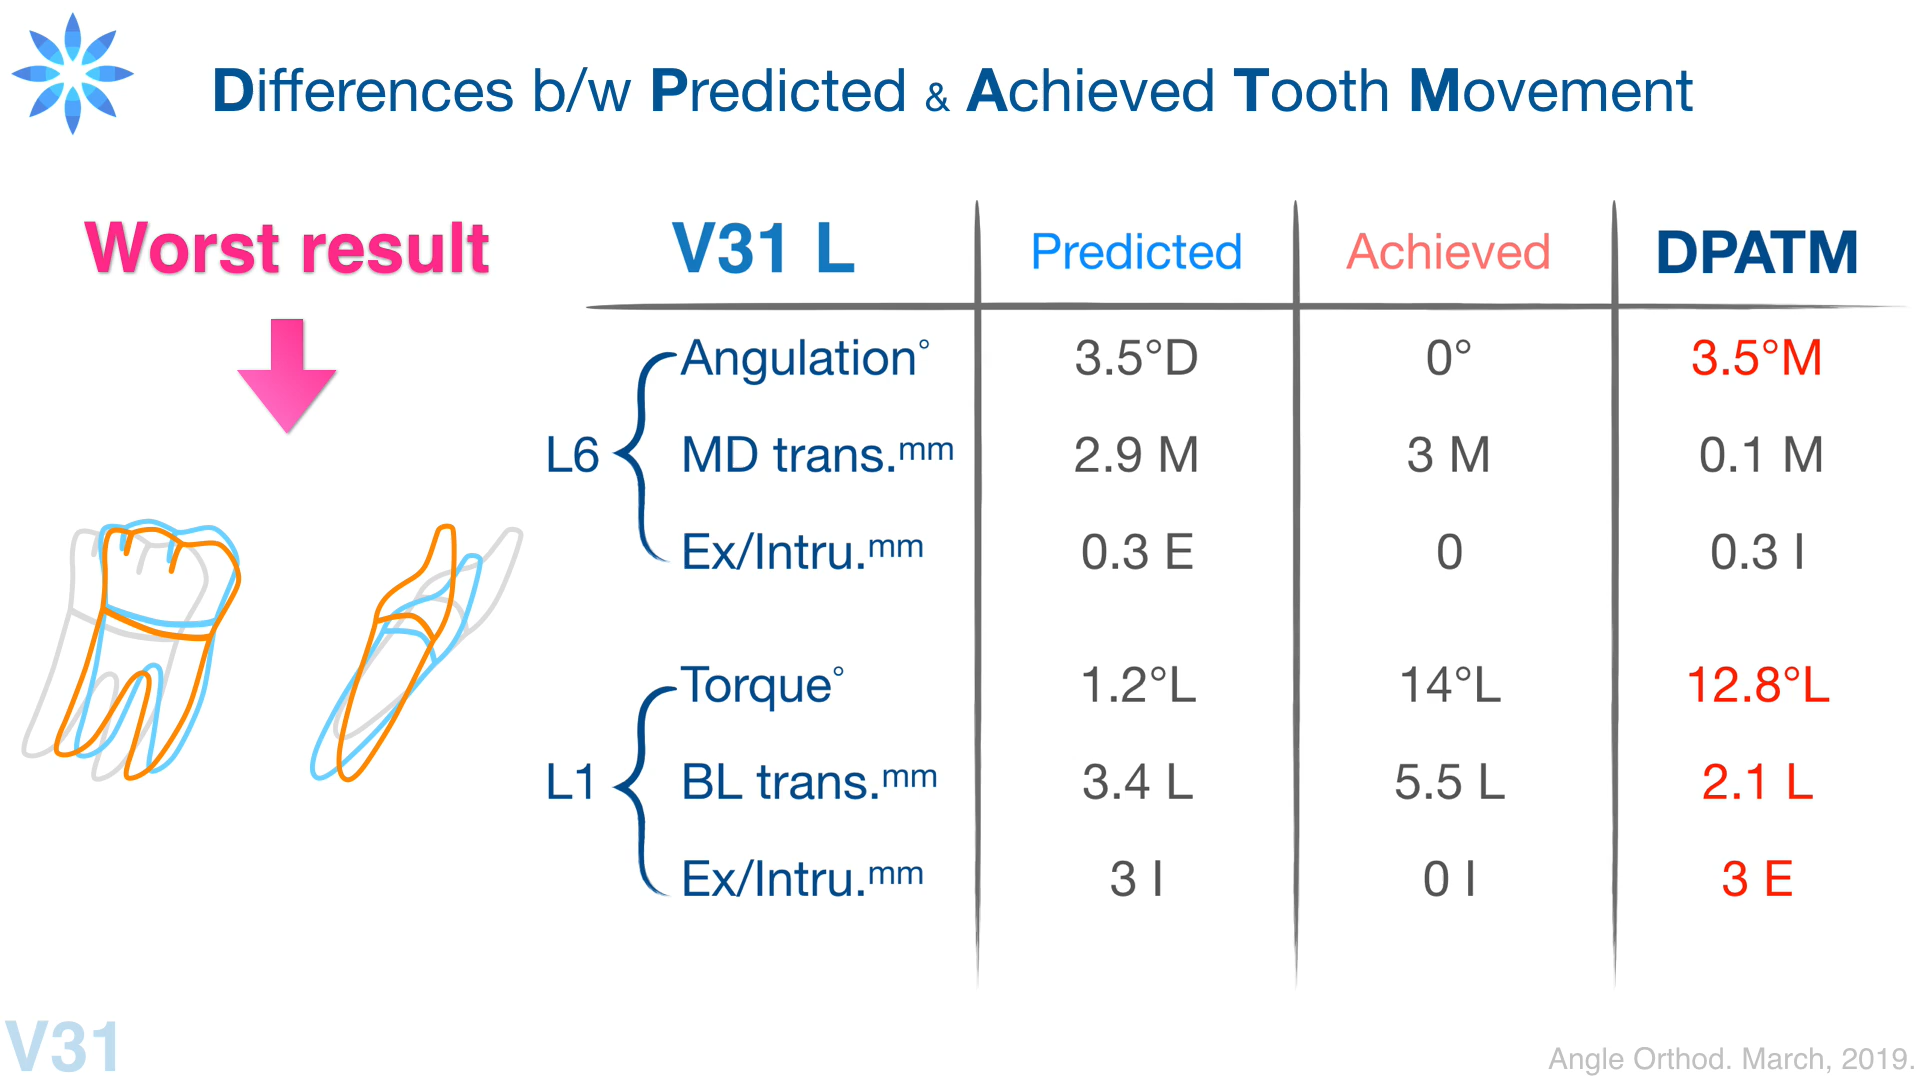 Differences b/w Predicted & Achieved Tooth Movement
Worst result
V31 L Predicted Achieved DPATM
Angulation° 3.5°D 0° 3.5°M
L6 MD trans.mm 2.9 M 3 M 0.1 M
Ex/Intru.mm 0.3 E 0 0.3 I
Torque° 1.2°L 14°L 12.8°L
L1 BL trans.mm 3.4 L 5.5 L 2.1 L
Ex/Intru.mm 3 I 0 I 3 E
V31
Angle Orthod. March, 2019.